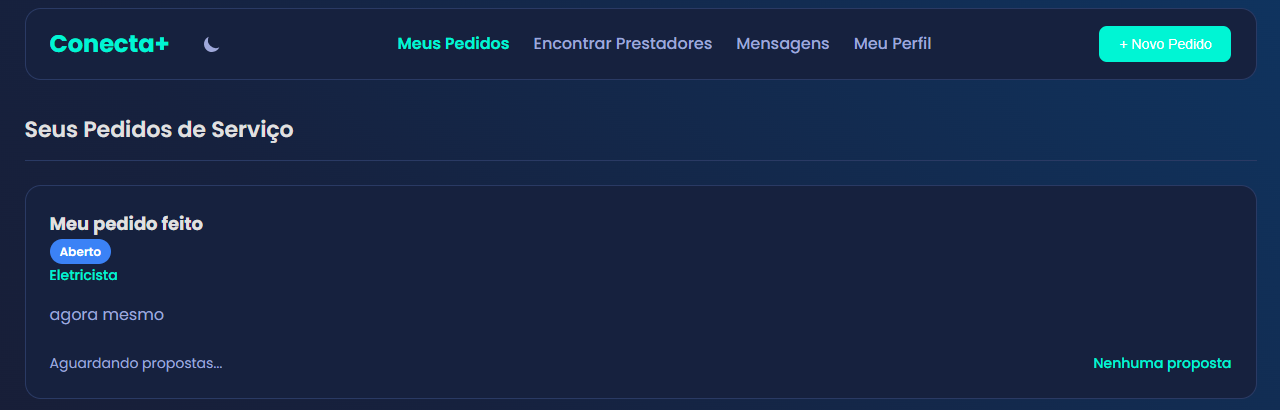 Conecta+ Meus Pedidos Encontrar Prestadores Mensagens Meu Perfil + Novo Pedido
Seus Pedidos de Serviço
Meu pedido feito
Aberto
Eletricista
agora mesmo
Aguardando propostas... Nenhuma proposta